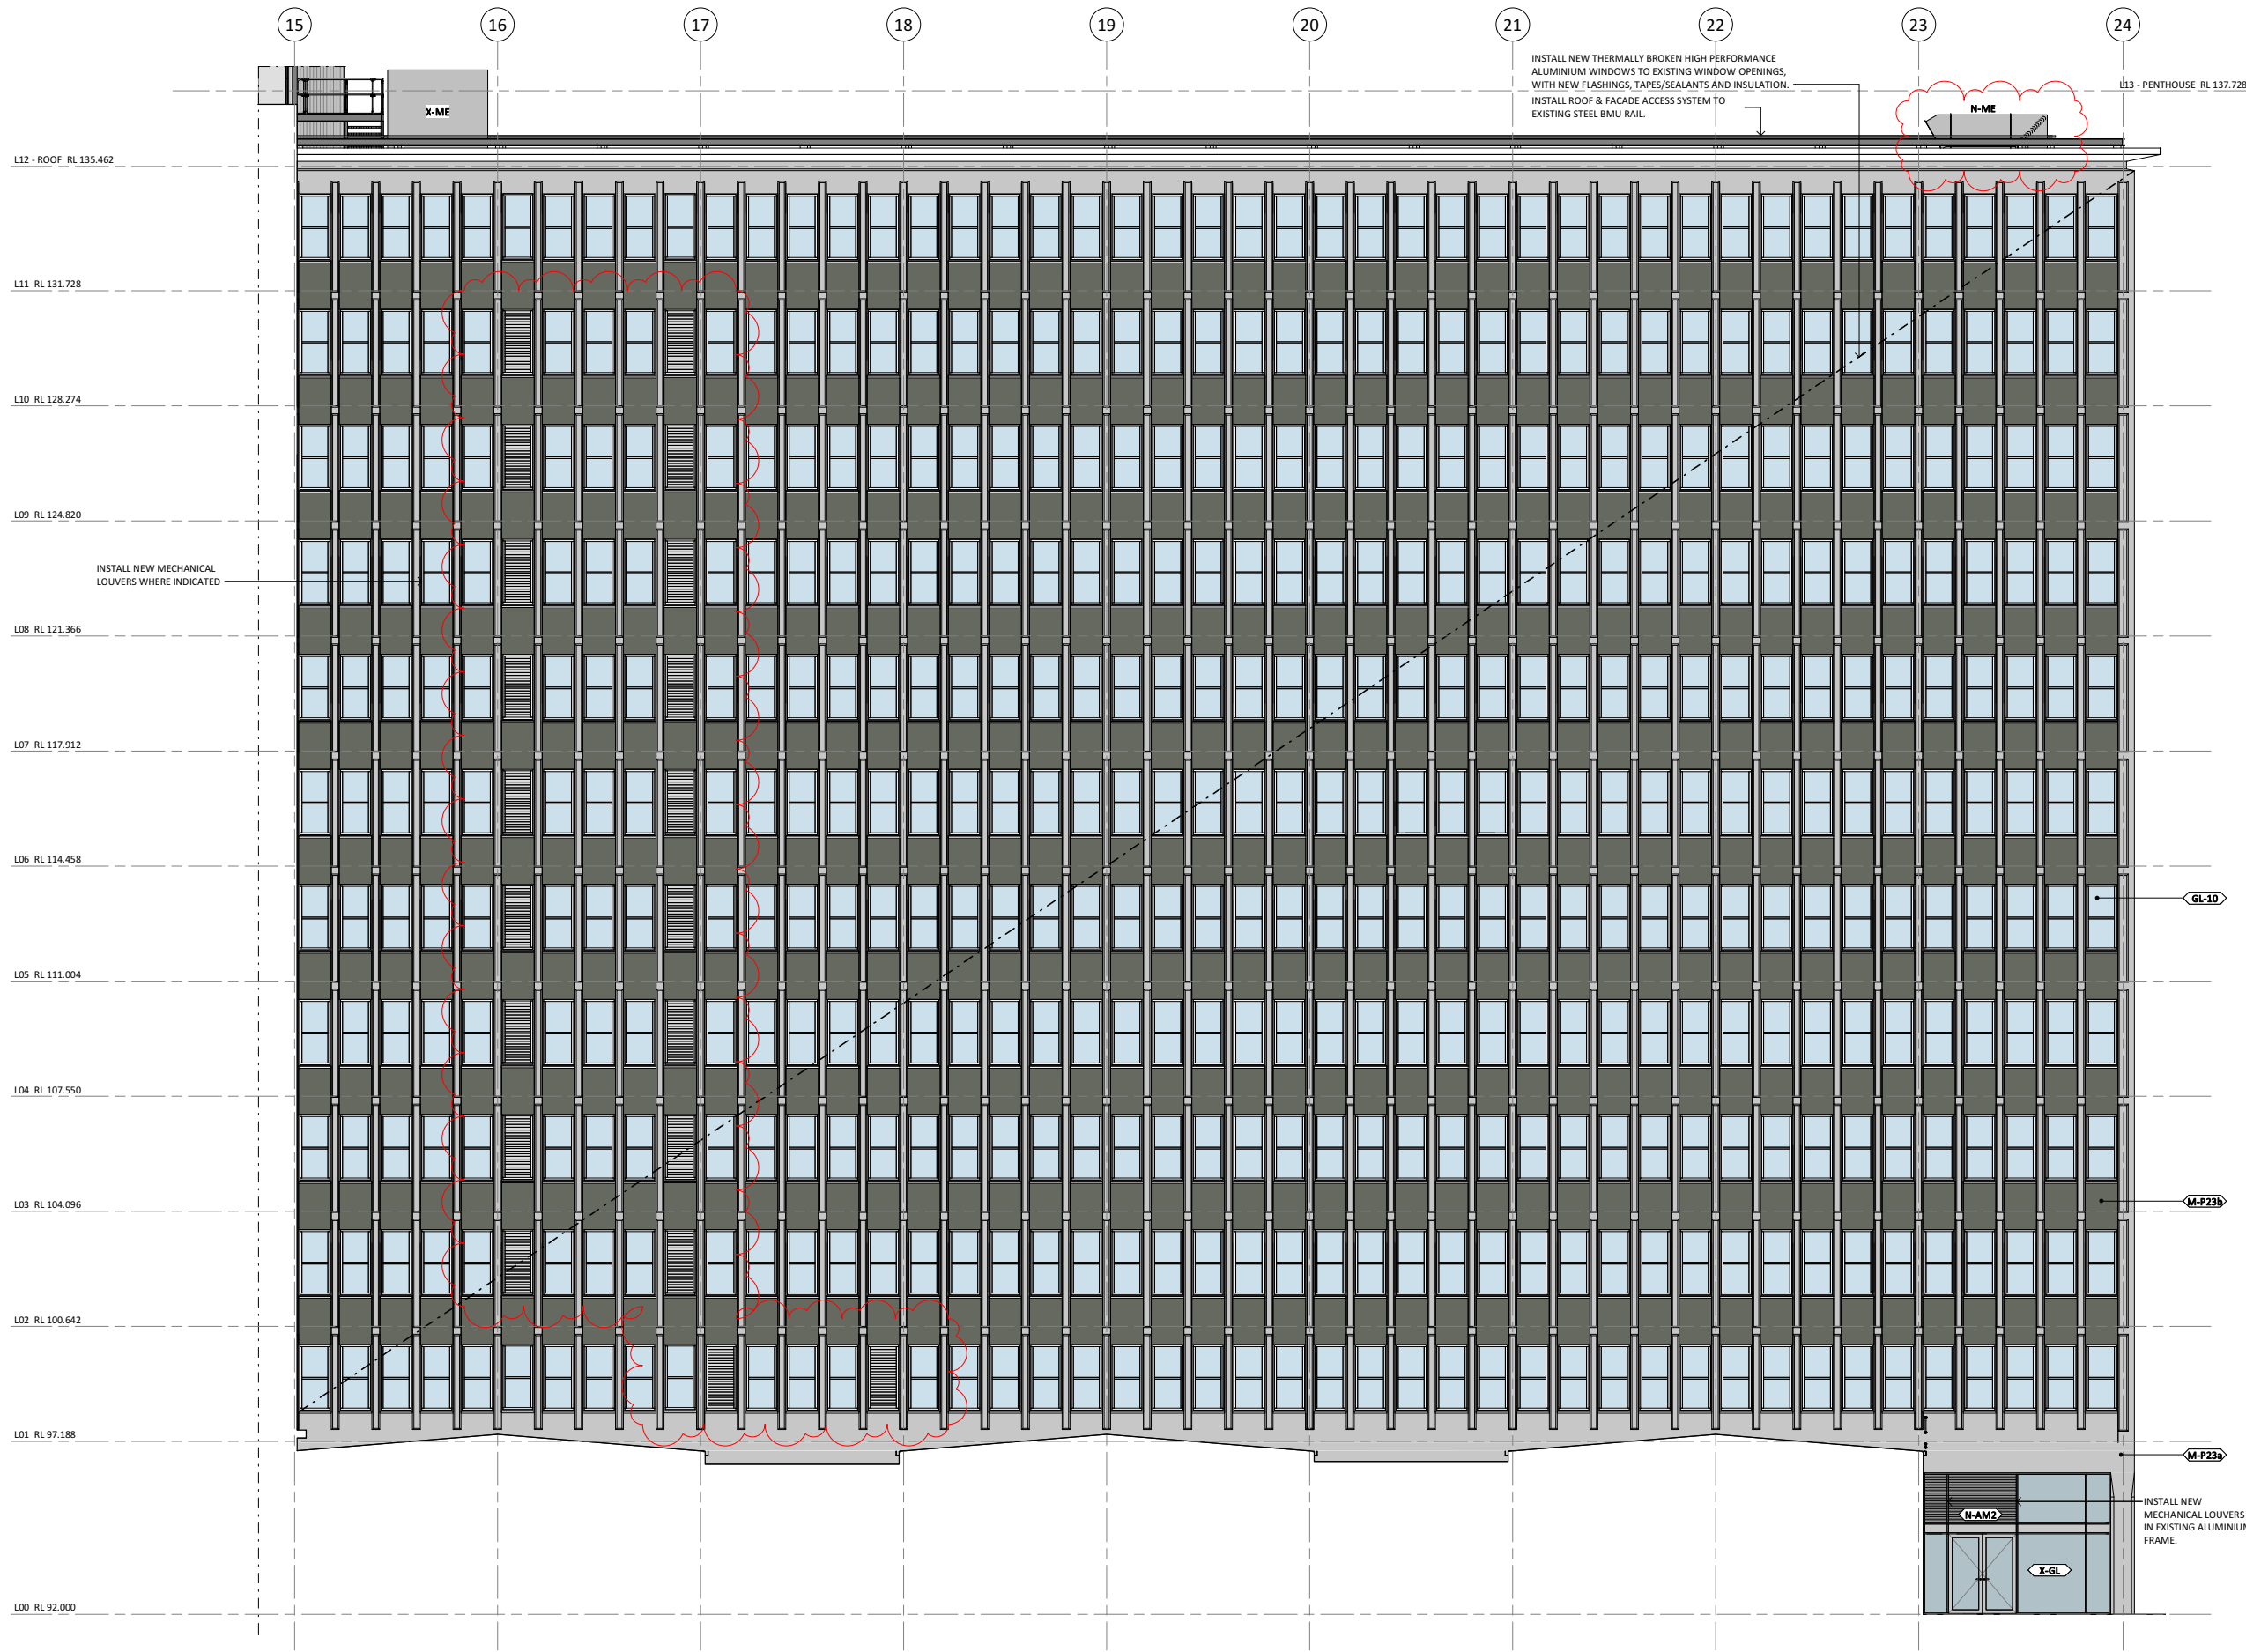 15 16 17 18 19 20 21 22 23 24
INSTALL NEW THERMALLY BROKEN HIGH PERFORMANCE
ALUMINIUM WINDOWS TO EXISTING WINDOW OPENINGS,
WITH NEW FLASHINGS, TAPES/SEALANTS AND INSULATION.
INSTALL ROOF & FACADE ACCESS SYSTEM TO
EXISTING STEEL BMU RAIL.
L13 - PENTHOUSE RL 137.728
X-ME
N-ME
L12 - ROOF RL 135.462
L11 RL 131.728
L10 RL 128.274
L09 RL 124.820
INSTALL NEW MECHANICAL
LOUVERS WHERE INDICATED
L08 RL 121.366
L07 RL 117.912
L06 RL 114.458
GL-10
L05 RL 111.004
L04 RL 107.550
M-P23b
L03 RL 104.096
L02 RL 100.642
L01 RL 97.188
M-P23a
INSTALL NEW
MECHANICAL LOUVERS
IN EXISTING ALUMINIUM
FRAME.
N-AM2
X-GL
L00 RL 92.000